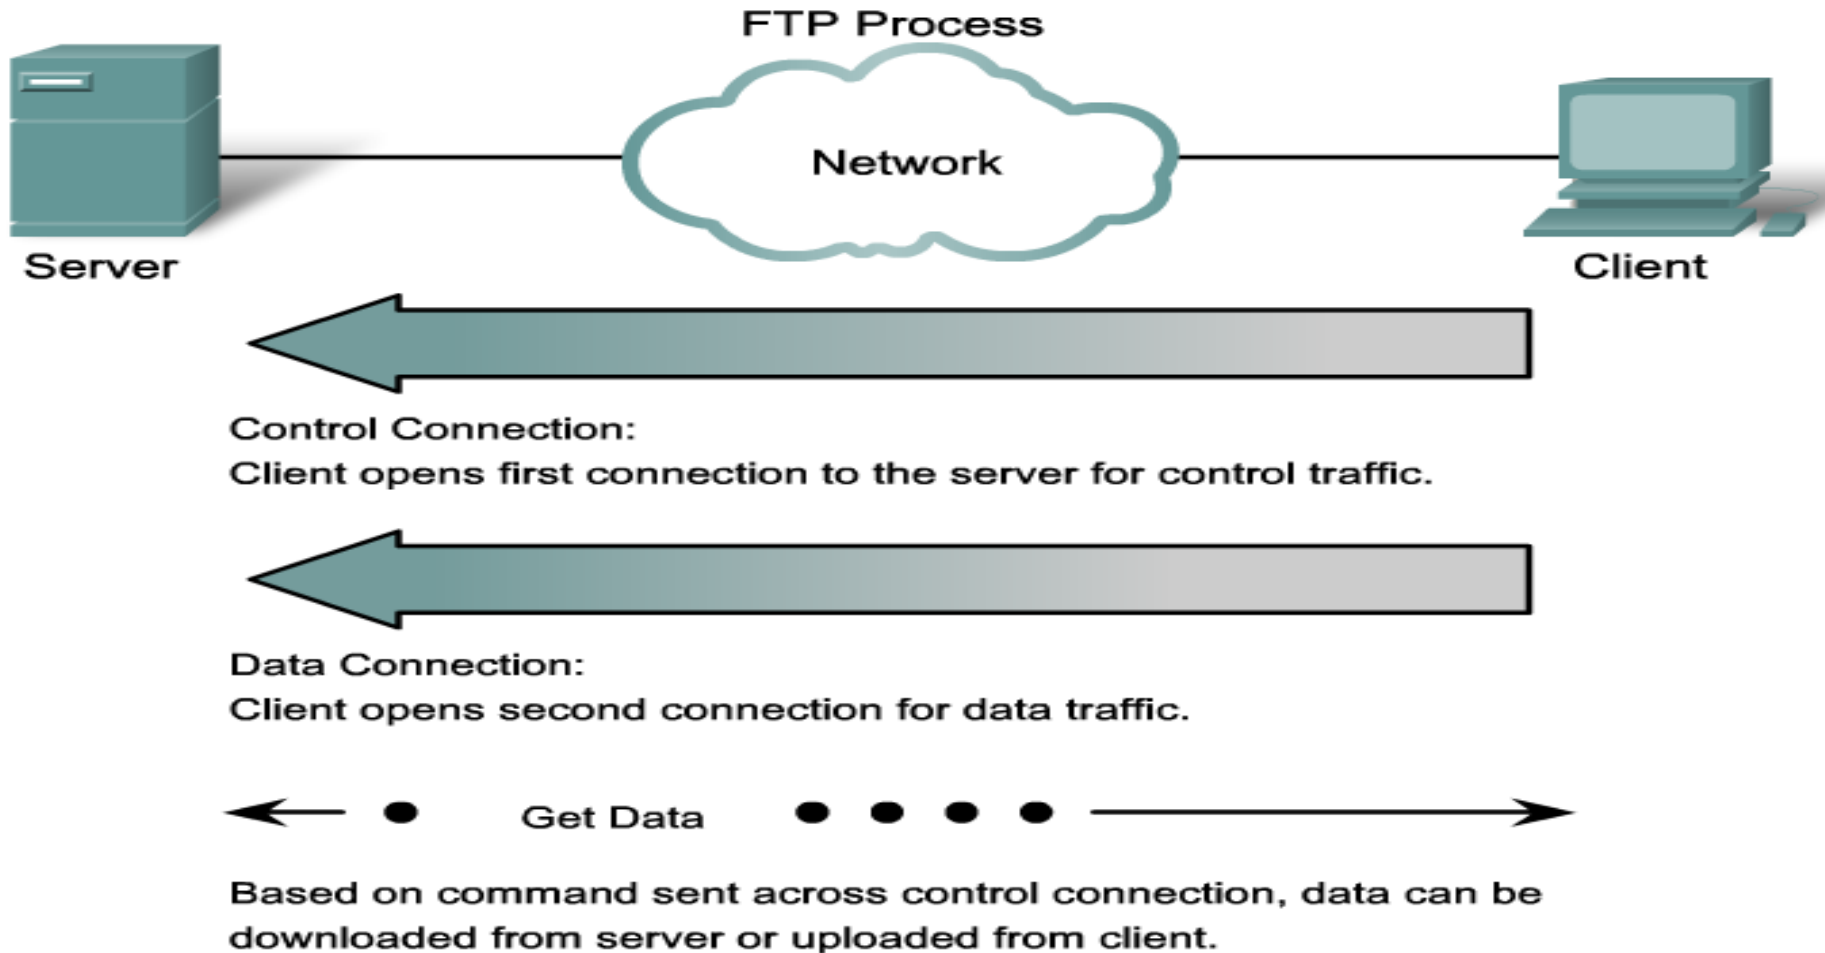 FTP Process
Network
Server
Client
Control Connection:
Client opens first connection to the server for control traffic.
Data Connection:
Client opens second connection for data traffic.
Get Data
Based on command sent across control connection, data can be
downloaded from server or uploaded from client.